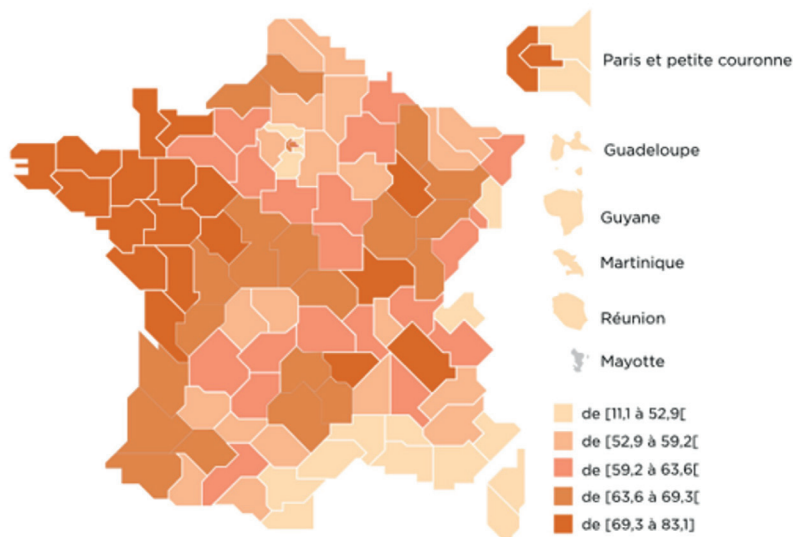 Paris et petite couronne
Guadeloupe
Guyane
Martinique
Réunion
Mayotte
de [11,1 à 52,9[
de [52,9 à 59,2[
de [59,2 à 63,6[
de [63,6 à 69,3[
de [69,3 à 83,1]